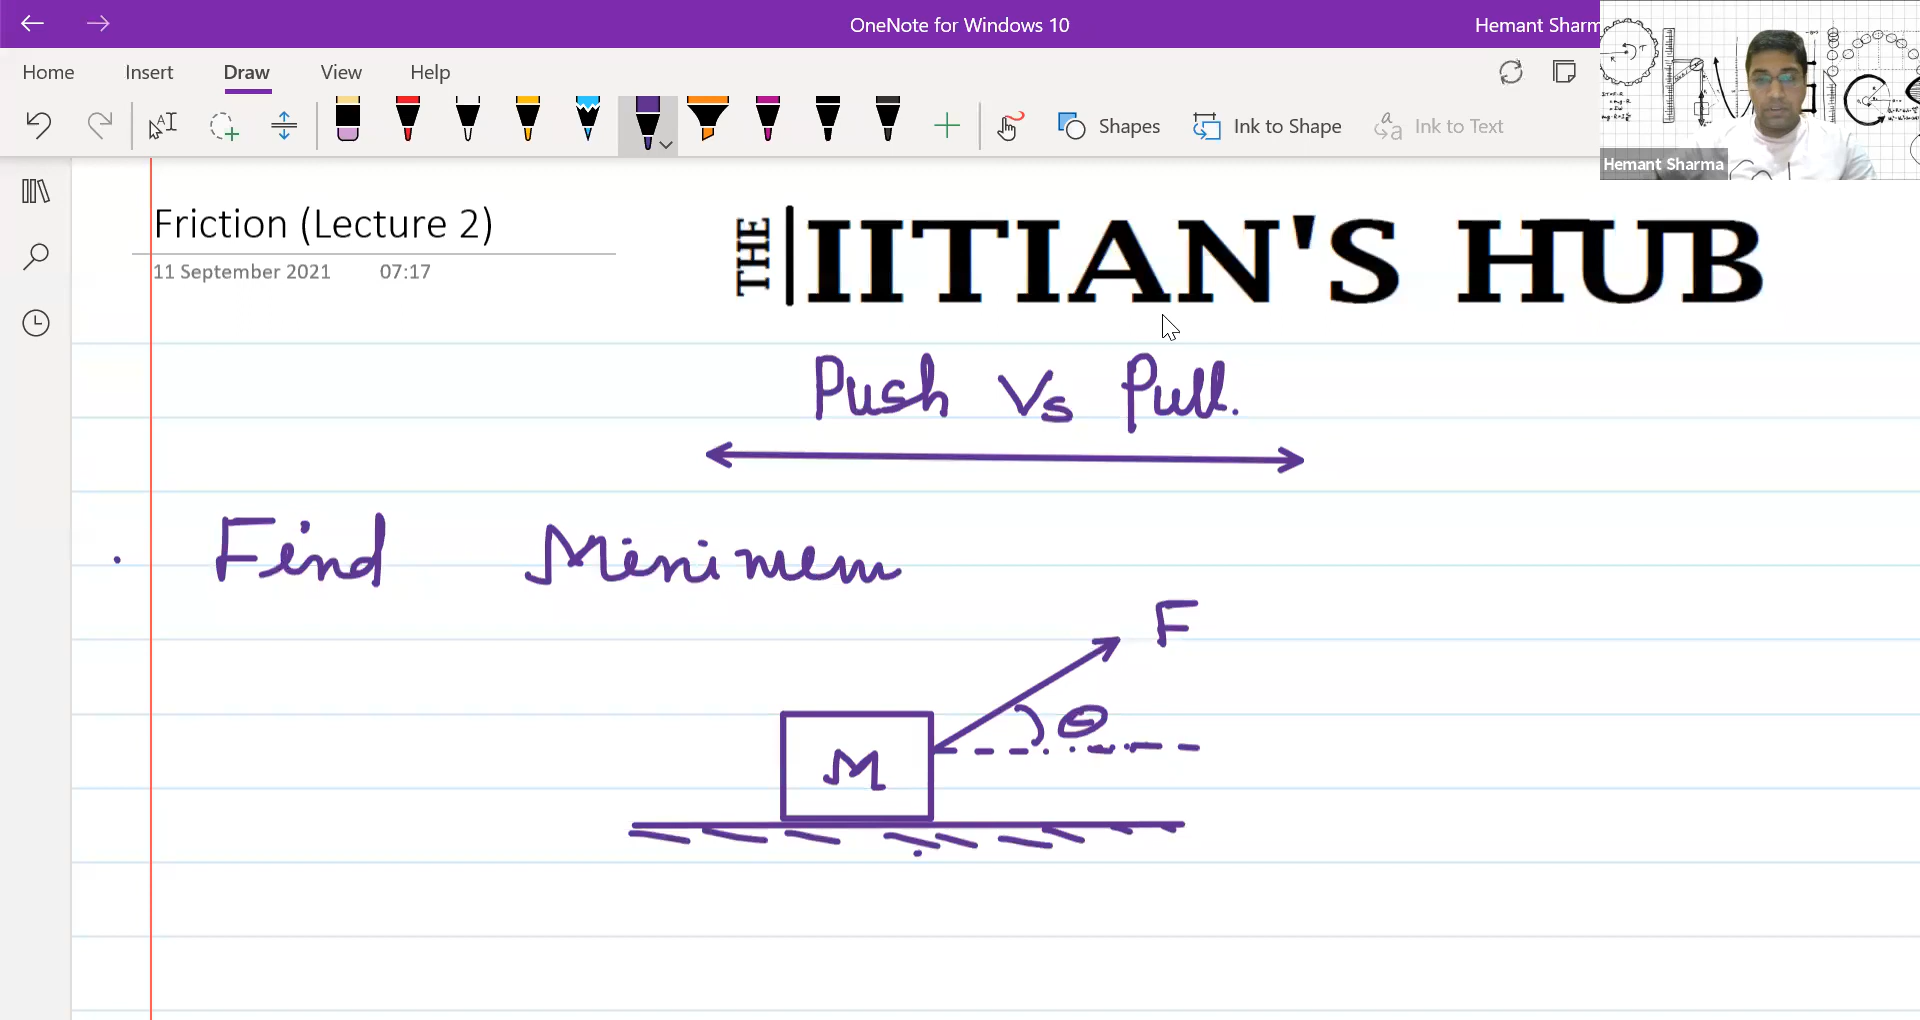 OneNote for Windows 10
Hemant Sharm
Home Insert Draw View Help
Shapes Ink to Shape Ink to Text
Hemant Sharma
Friction (Lecture 2)
11 September 2021 07:17
THE IITIAN'S HUB
Push Vs Pull.
Find Minimum
F
θ
M